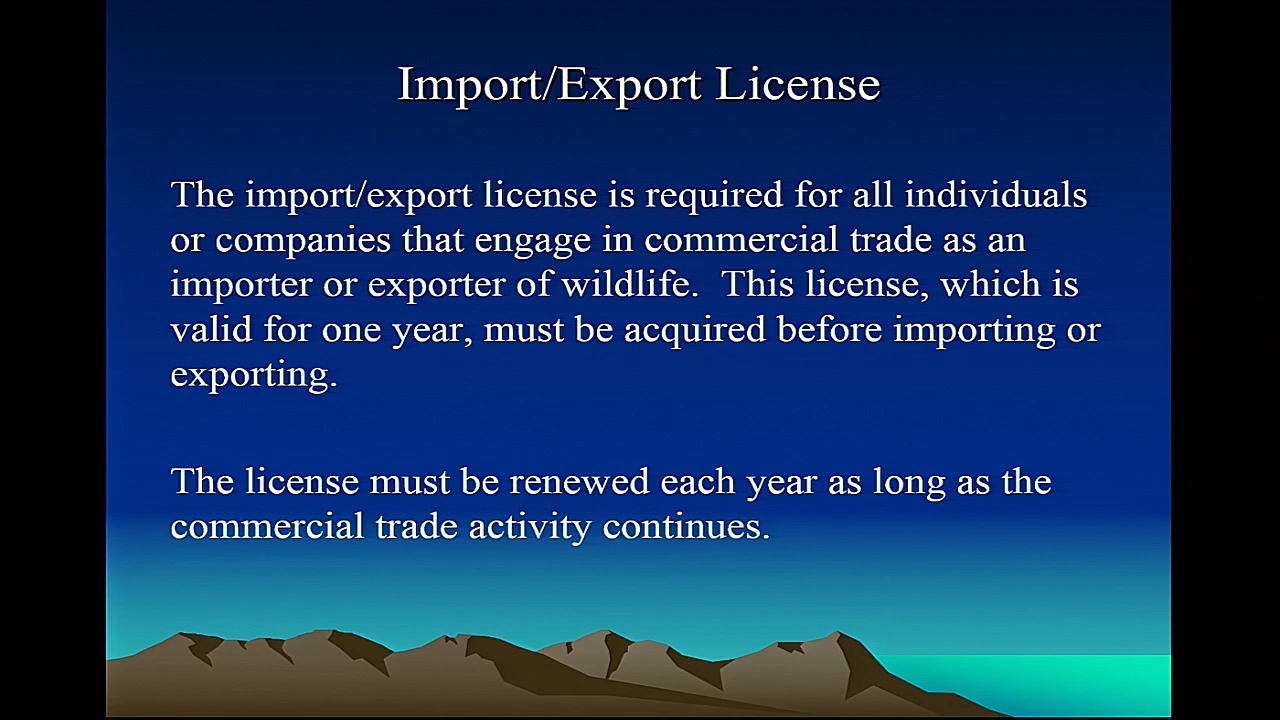 Import/Export License
The import/export license is required for all individuals
or companies that engage in commercial trade as an
importer or exporter of wildlife.  This license, which is
valid for one year, must be acquired before importing or
exporting.
The license must be renewed each year as long as the
commercial trade activity continues.